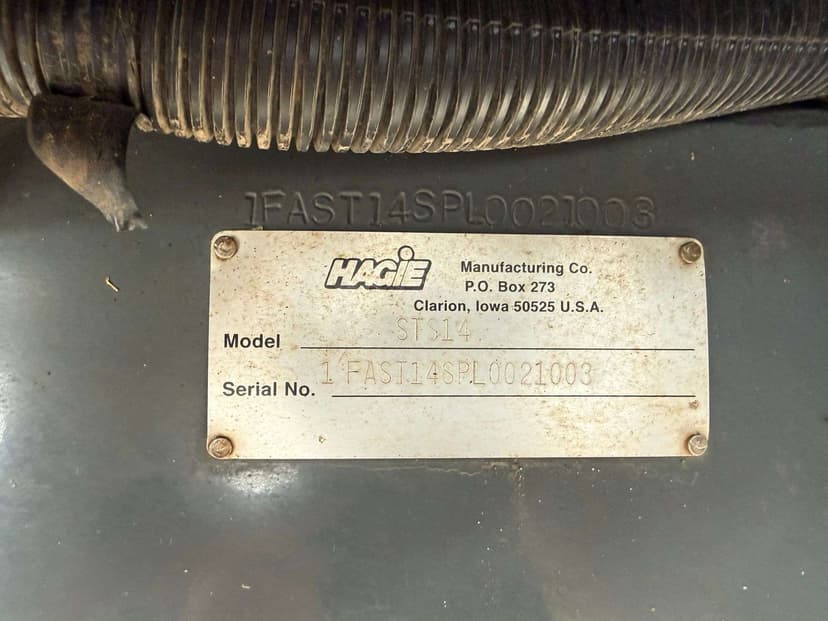 1FAST14SPL0021003
HAGIE Manufacturing Co.
P.O. Box 273
Clarion, Iowa 50525 U.S.A.
Model STS14
Serial No. 1 FAST14SPL0021003